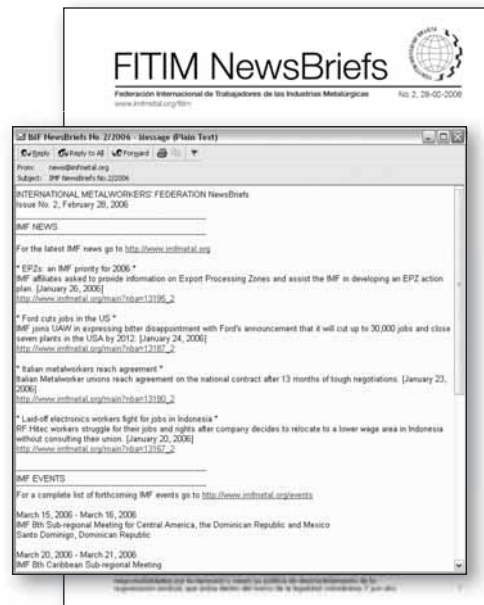 FITIM NewsBriefs
Federación Internacional de Trabajadores de las Industrias Metalúrgicas
No 2, 28-02-2006
www.imfmetal.org/fitim
IMF NewsBriefs No. 2/2006 - Message (Plain Text)
Reply Reply to All Forward
From: news@imfmetal.org
Subject: IMF NewsBriefs No.2/2006
INTERNATIONAL METALWORKERS' FEDERATION NewsBriefs
Issue No. 2, February 28, 2006
IMF NEWS
For the latest IMF news go to http://www.imfmetal.org
* EPZs: an IMF priority for 2006 *
IMF affiliates asked to provide information on Export Processing Zones and assist the IMF in developing an EPZ action
plan. [January 26, 2006]
http://www.imfmetal.org/main?nba=13195_2
* Ford cuts jobs in the US *
IMF joins UAW in expressing bitter disappointment with Ford's announcement that it will cut up to 30,000 jobs and close
seven plants in the USA by 2012. [January 24, 2006]
http://www.imfmetal.org/main?nba=13187_2
* Italian metalworkers reach agreement *
Italian Metalworker unions reach agreement on the national contract after 13 months of tough negotiations. [January 23,
2006]
http://www.imfmetal.org/main?nba=13180_2
* Laid-off electronics workers fight for jobs in Indonesia *
RF Hitec workers struggle for their jobs and rights after company decides to relocate to a lower wage area in Indonesia
without consulting their union. [January 20, 2006]
http://www.imfmetal.org/main?nba=13167_2
IMF EVENTS
For a complete list of forthcoming IMF events go to http://www.imfmetal.org/events
March 15, 2006 - March 16, 2006
IMF 8th Sub-regional Meeting for Central America, the Dominican Republic and Mexico
Santo Dominigo, Dominican Republic
March 20, 2006 - March 21, 2006
IMF 8th Caribbean Sub-regional Meeting